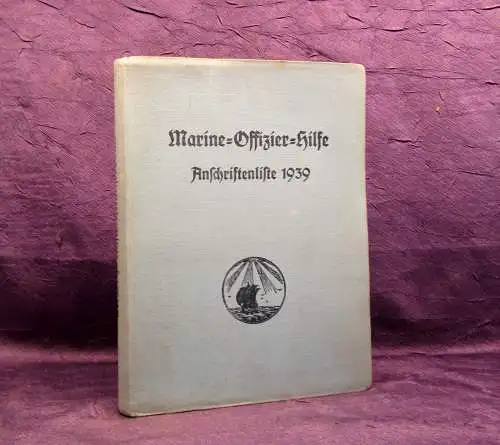 Marine=Offizier=Hilfe
Anschriftenliste 1939